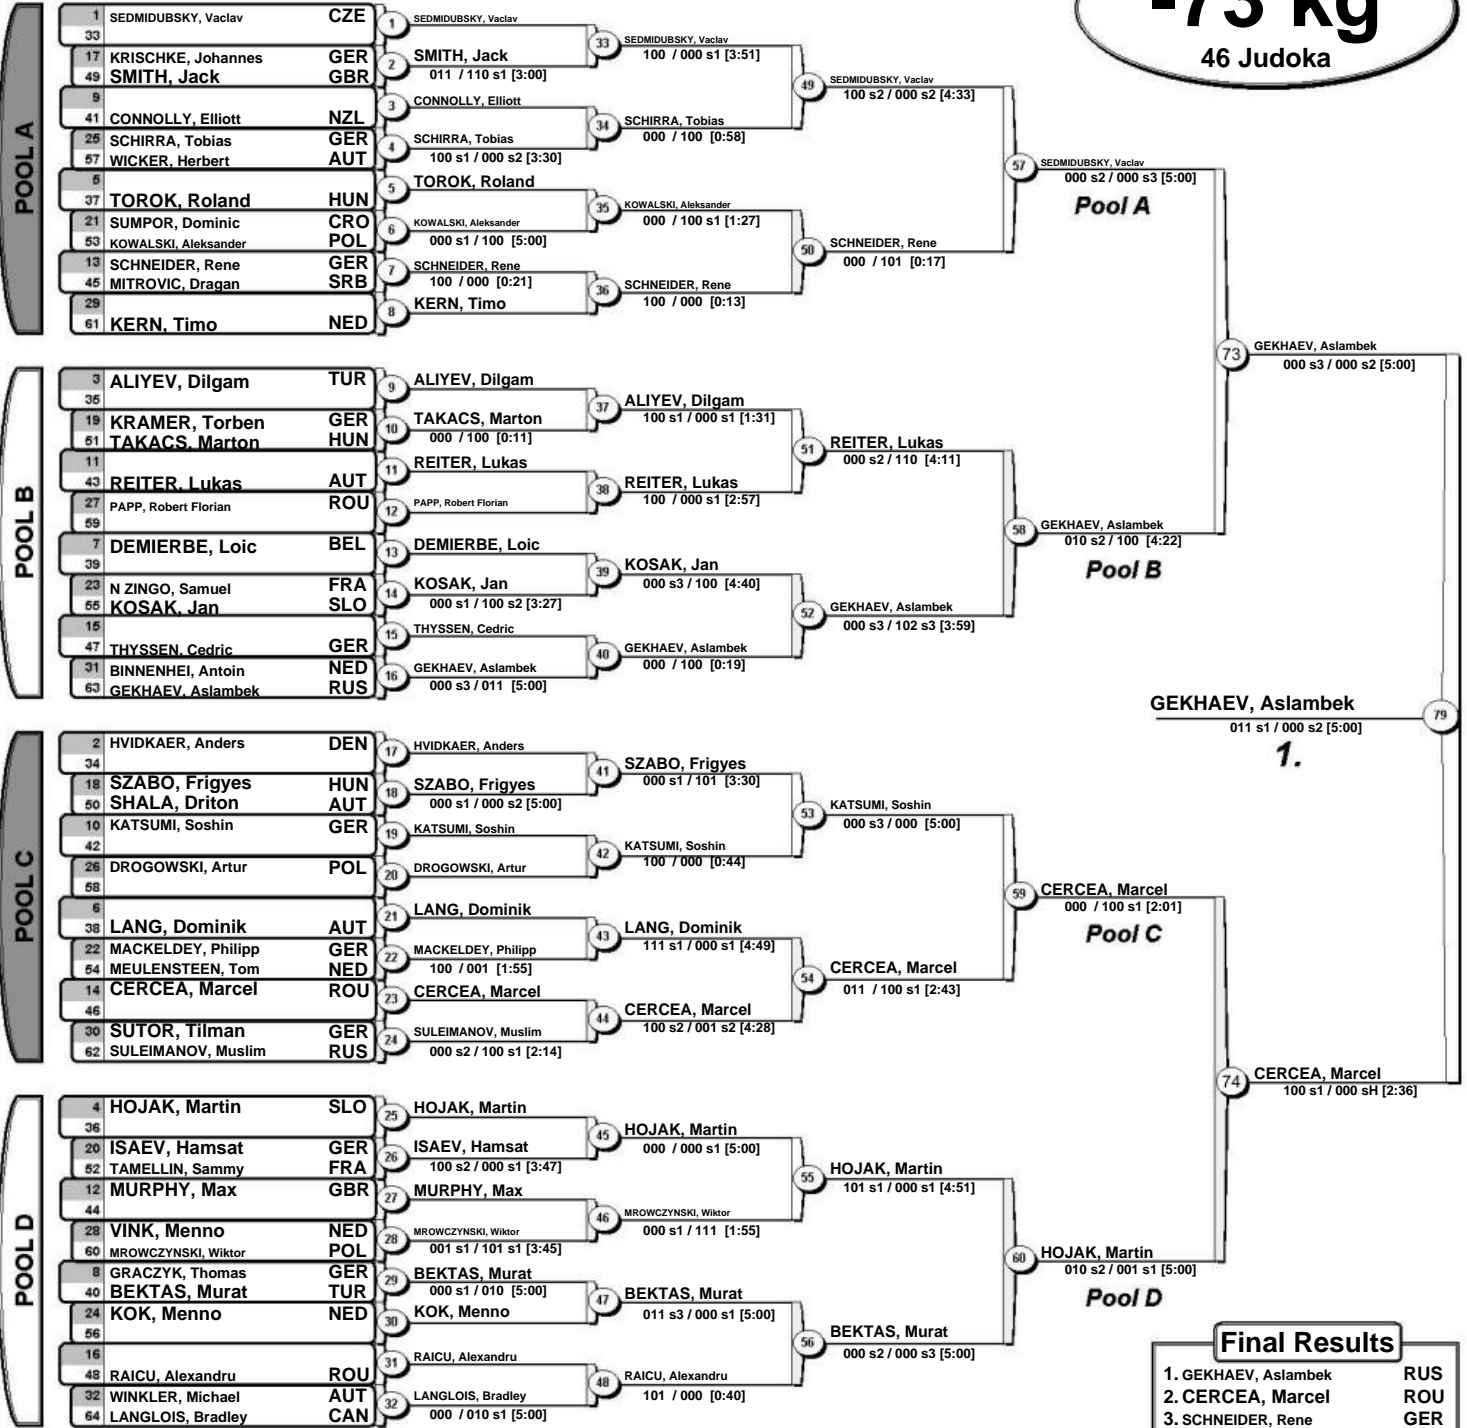 -73 kg
46 Judoka
POOL A
1 SEDMIDUBSKY, Vaclav CZE
33
17 KRISCHKE, Johannes GER
49 SMITH, Jack GBR
9
41 CONNOLLY, Elliott NZL
25 SCHIRRA, Tobias GER
57 WICKER, Herbert AUT
5
37 TOROK, Roland HUN
21 SUMPOR, Dominic CRO
53 KOWALSKI, Aleksander POL
13 SCHNEIDER, Rene GER
45 MITROVIC, Dragan SRB
29
61 KERN, Timo NED
1 SEDMIDUBSKY, Vaclav
2 SMITH, Jack
011 / 110 s1 [3:00]
3 CONNOLLY, Elliott
4 SCHIRRA, Tobias
100 s1 / 000 s2 [3:30]
5 TOROK, Roland
6 KOWALSKI, Aleksander
000 s1 / 100 [5:00]
7 SCHNEIDER, Rene
100 / 000 [0:21]
8 KERN, Timo
33 SEDMIDUBSKY, Vaclav
100 / 000 s1 [3:51]
34 SCHIRRA, Tobias
000 / 100 [0:58]
35 KOWALSKI, Aleksander
000 / 100 s1 [1:27]
36 SCHNEIDER, Rene
100 / 000 [0:13]
49 SEDMIDUBSKY, Vaclav
100 s2 / 000 s2 [4:33]
50 SCHNEIDER, Rene
000 / 101 [0:17]
57 SEDMIDUBSKY, Vaclav
000 s2 / 000 s3 [5:00]
Pool A
POOL B
3 ALIYEV, Dilgam TUR
35
19 KRAMER, Torben GER
51 TAKACS, Marton HUN
11
43 REITER, Lukas AUT
27 PAPP, Robert Florian ROU
59
7 DEMIERBE, Loic BEL
39
23 N ZINGO, Samuel FRA
55 KOSAK, Jan SLO
15
47 THYSSEN, Cedric GER
31 BINNENHEI, Antoin NED
63 GEKHAEV, Aslambek RUS
9 ALIYEV, Dilgam
10 TAKACS, Marton
000 / 100 [0:11]
11 REITER, Lukas
12 PAPP, Robert Florian
13 DEMIERBE, Loic
14 KOSAK, Jan
000 s1 / 100 s2 [3:27]
15 THYSSEN, Cedric
16 GEKHAEV, Aslambek
000 s3 / 011 [5:00]
37 ALIYEV, Dilgam
100 s1 / 000 s1 [1:31]
38 REITER, Lukas
100 / 000 s1 [2:57]
39 KOSAK, Jan
000 s3 / 100 [4:40]
40 GEKHAEV, Aslambek
000 / 100 [0:19]
51 REITER, Lukas
000 s2 / 110 [4:11]
52 GEKHAEV, Aslambek
000 s3 / 102 s3 [3:59]
58 GEKHAEV, Aslambek
010 s2 / 100 [4:22]
Pool B
73 GEKHAEV, Aslambek
000 s3 / 000 s2 [5:00]
GEKHAEV, Aslambek 79
011 s1 / 000 s2 [5:00]
1.
POOL C
2 HVIDKAER, Anders DEN
34
18 SZABO, Frigyes HUN
50 SHALA, Driton AUT
10 KATSUMI, Soshin GER
42
26 DROGOWSKI, Artur POL
58
6
38 LANG, Dominik AUT
22 MACKELDEY, Philipp GER
54 MEULENSTEEN, Tom NED
14 CERCEA, Marcel ROU
46
30 SUTOR, Tilman GER
62 SULEIMANOV, Muslim RUS
17 HVIDKAER, Anders
18 SZABO, Frigyes
000 s1 / 000 s2 [5:00]
19 KATSUMI, Soshin
20 DROGOWSKI, Artur
21 LANG, Dominik
22 MACKELDEY, Philipp
100 / 001 [1:55]
23 CERCEA, Marcel
24 SULEIMANOV, Muslim
000 s2 / 100 s1 [2:14]
41 SZABO, Frigyes
000 s1 / 101 [3:30]
42 KATSUMI, Soshin
100 / 000 [0:44]
43 LANG, Dominik
111 s1 / 000 s1 [4:49]
44 CERCEA, Marcel
100 s2 / 001 s2 [4:28]
53 KATSUMI, Soshin
000 s3 / 000 [5:00]
54 CERCEA, Marcel
011 / 100 s1 [2:43]
59 CERCEA, Marcel
000 / 100 s1 [2:01]
Pool C
74 CERCEA, Marcel
100 s1 / 000 sH [2:36]
POOL D
4 HOJAK, Martin SLO
36
20 ISAEV, Hamsat GER
52 TAMELLIN, Sammy FRA
12 MURPHY, Max GBR
44
28 VINK, Menno NED
60 MROWCZYNSKI, Wiktor POL
8 GRACZYK, Thomas GER
40 BEKTAS, Murat TUR
24 KOK, Menno NED
56
16
48 RAICU, Alexandru ROU
32 WINKLER, Michael AUT
64 LANGLOIS, Bradley CAN
25 HOJAK, Martin
26 ISAEV, Hamsat
100 s2 / 000 s1 [3:47]
27 MURPHY, Max
28 MROWCZYNSKI, Wiktor
001 s1 / 101 s1 [3:45]
29 BEKTAS, Murat
000 s1 / 010 [5:00]
30 KOK, Menno
31 RAICU, Alexandru
32 LANGLOIS, Bradley
000 / 010 s1 [5:00]
45 HOJAK, Martin
000 / 000 s1 [5:00]
46 MROWCZYNSKI, Wiktor
000 s1 / 111 [1:55]
47 BEKTAS, Murat
011 s3 / 000 s1 [5:00]
48 RAICU, Alexandru
101 / 000 [0:40]
55 HOJAK, Martin
101 s1 / 000 s1 [4:51]
56 BEKTAS, Murat
000 s2 / 000 s3 [5:00]
60 HOJAK, Martin
010 s2 / 001 s1 [5:00]
Pool D
Final Results
1. GEKHAEV, Aslambek RUS
2. CERCEA, Marcel ROU
3. SCHNEIDER, Rene GER